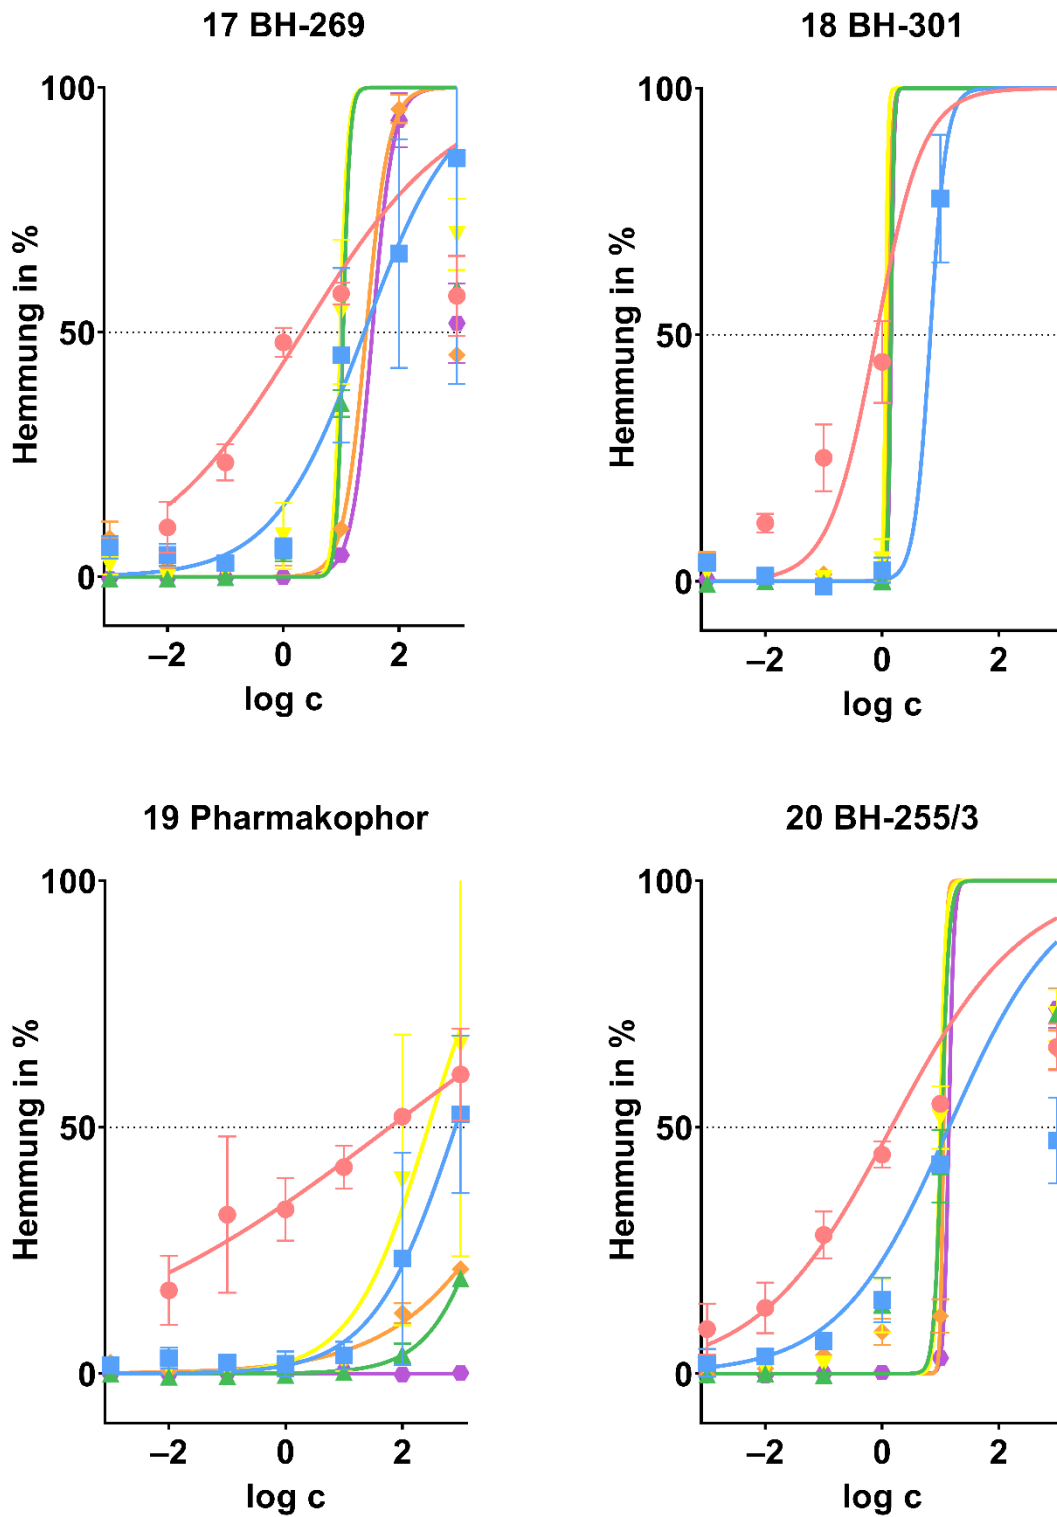 17 BH-269
18 BH-301
100
50
0
Hemmung in %
–2 0 2
log c
100
50
0
Hemmung in %
–2 0 2
log c
19 Pharmakophor
20 BH-255/3
100
50
0
Hemmung in %
–2 0 2
log c
100
50
0
Hemmung in %
–2 0 2
log c